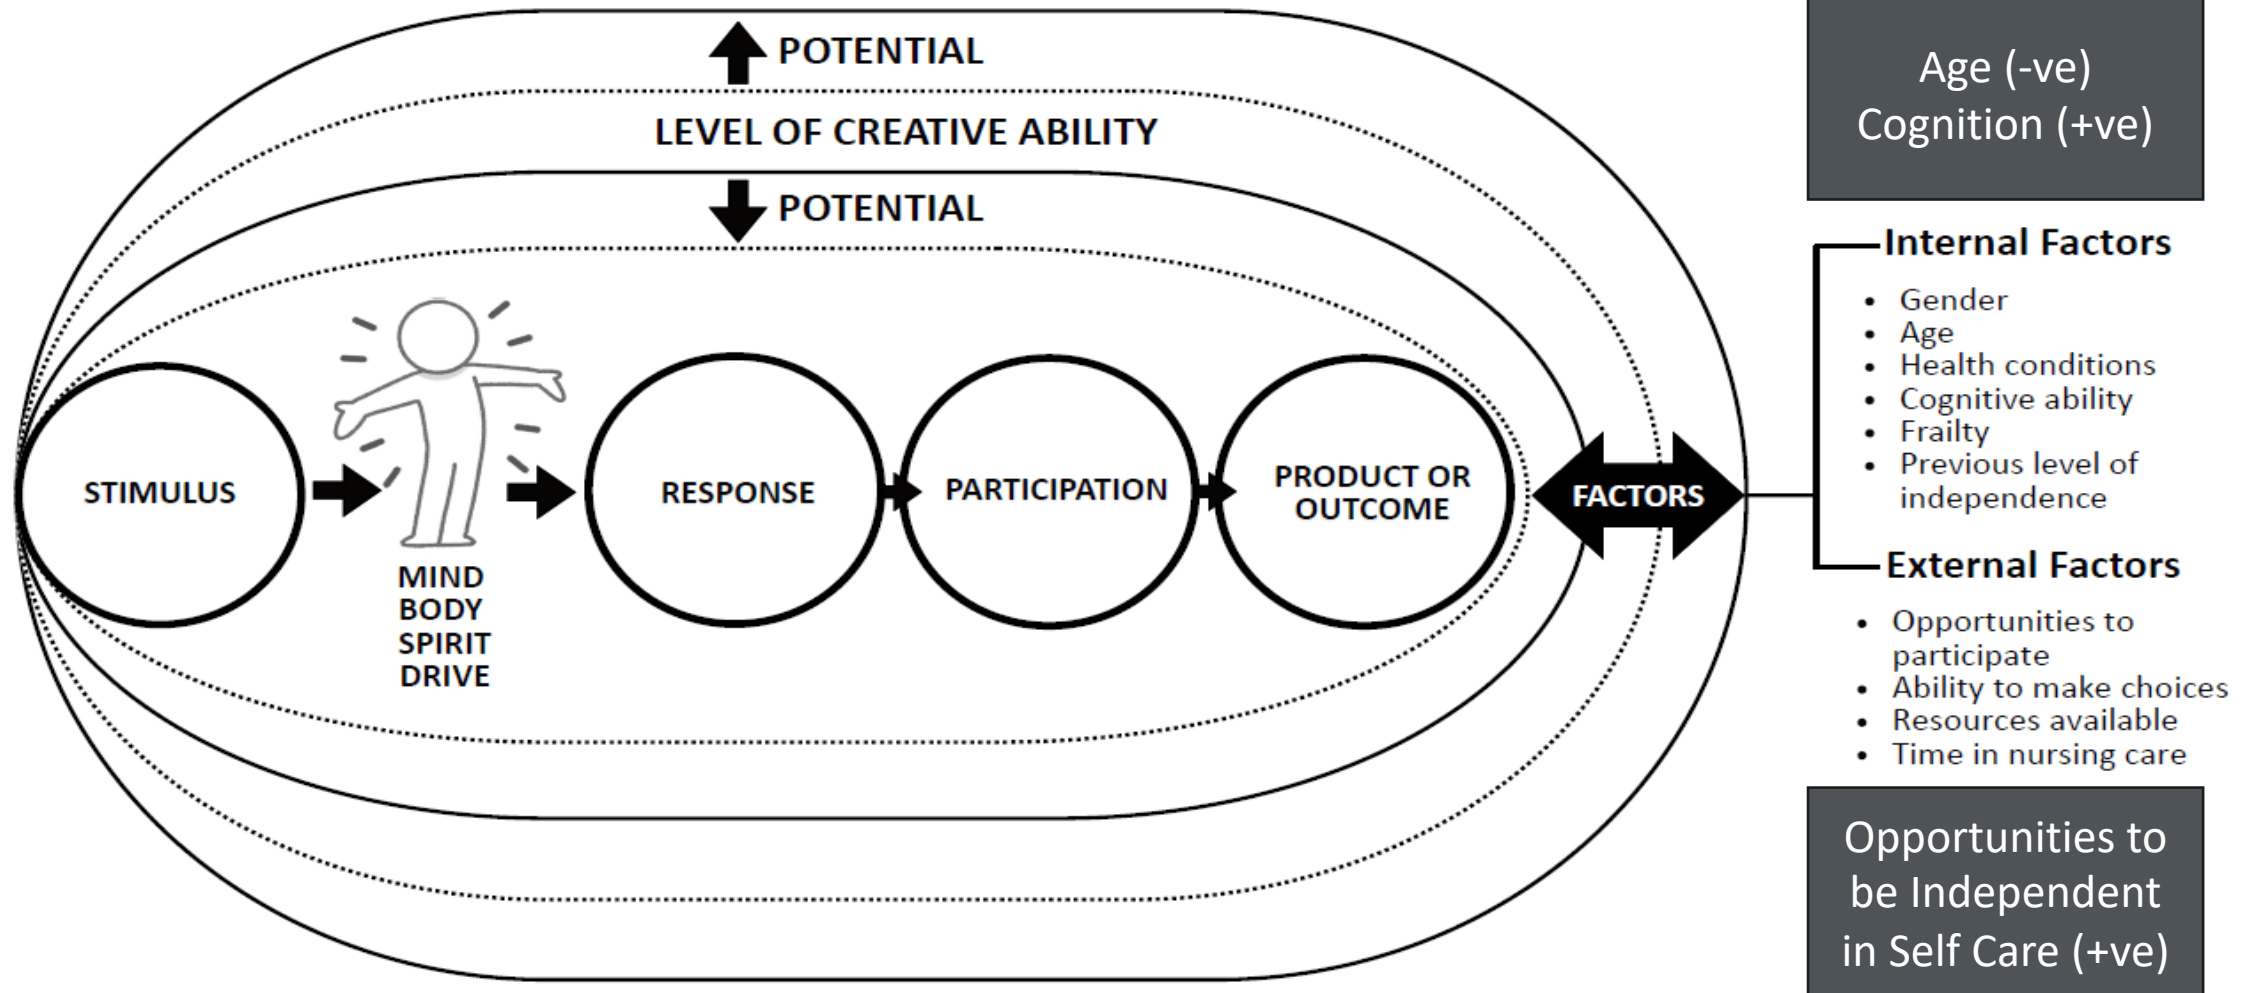 POTENTIAL
LEVEL OF CREATIVE ABILITY
POTENTIAL
STIMULUS
MIND
BODY
SPIRIT
DRIVE
RESPONSE
PARTICIPATION
PRODUCT OR
OUTCOME
FACTORS
Age (-ve)
Cognition (+ve)
Internal Factors
• Gender
• Age
• Health conditions
• Cognitive ability
• Frailty
• Previous level of
independence
External Factors
• Opportunities to
participate
• Ability to make choices
• Resources available
• Time in nursing care
Opportunities to
be Independent
in Self Care (+ve)